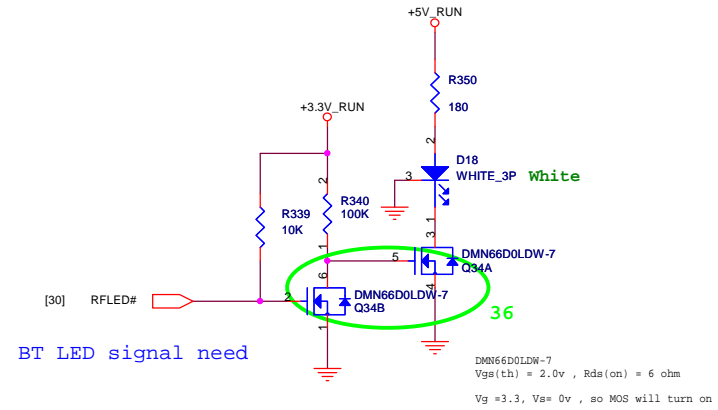 +5V_RUN
R350
180
+3.3V_RUN
2
D18
3
WHITE_3P White
2
R340
100K
R339
10K
1
1
3
5
DMN66D0LDW-7
Q34A
6
4
[30] RFLED#
2
DMN66D0LDW-7
Q34B
36
1
BT LED signal need
DMN66D0LDW-7
Vgs(th) = 2.0v , Rds(on) = 6 ohm
Vg =3.3, Vs= 0v , so MOS will turn on